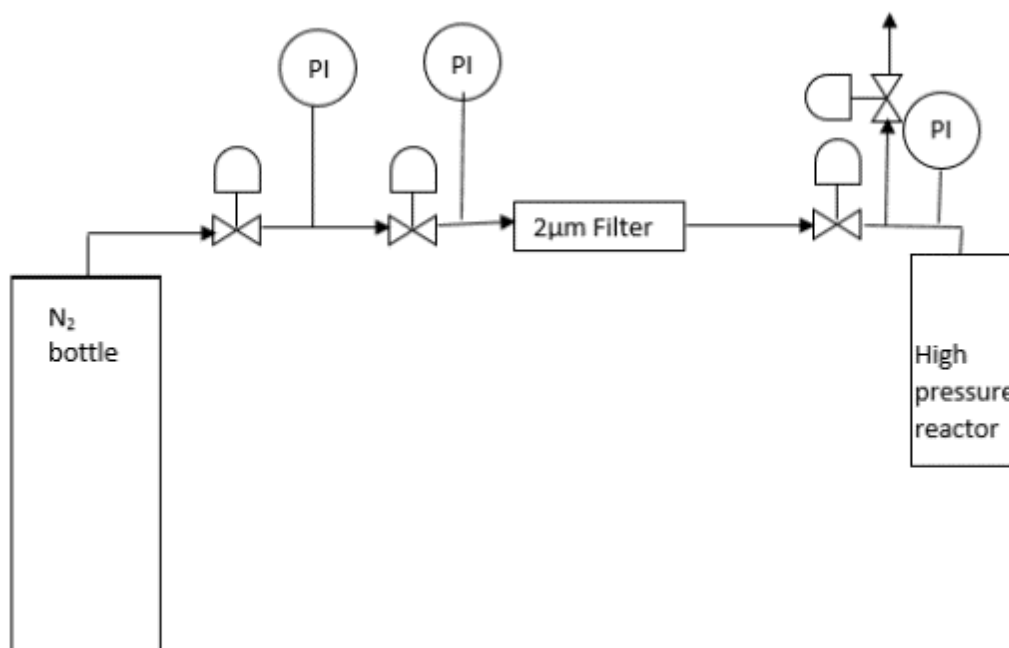 PI
PI
PI
2μm Filter
N₂
bottle
High
pressure
reactor